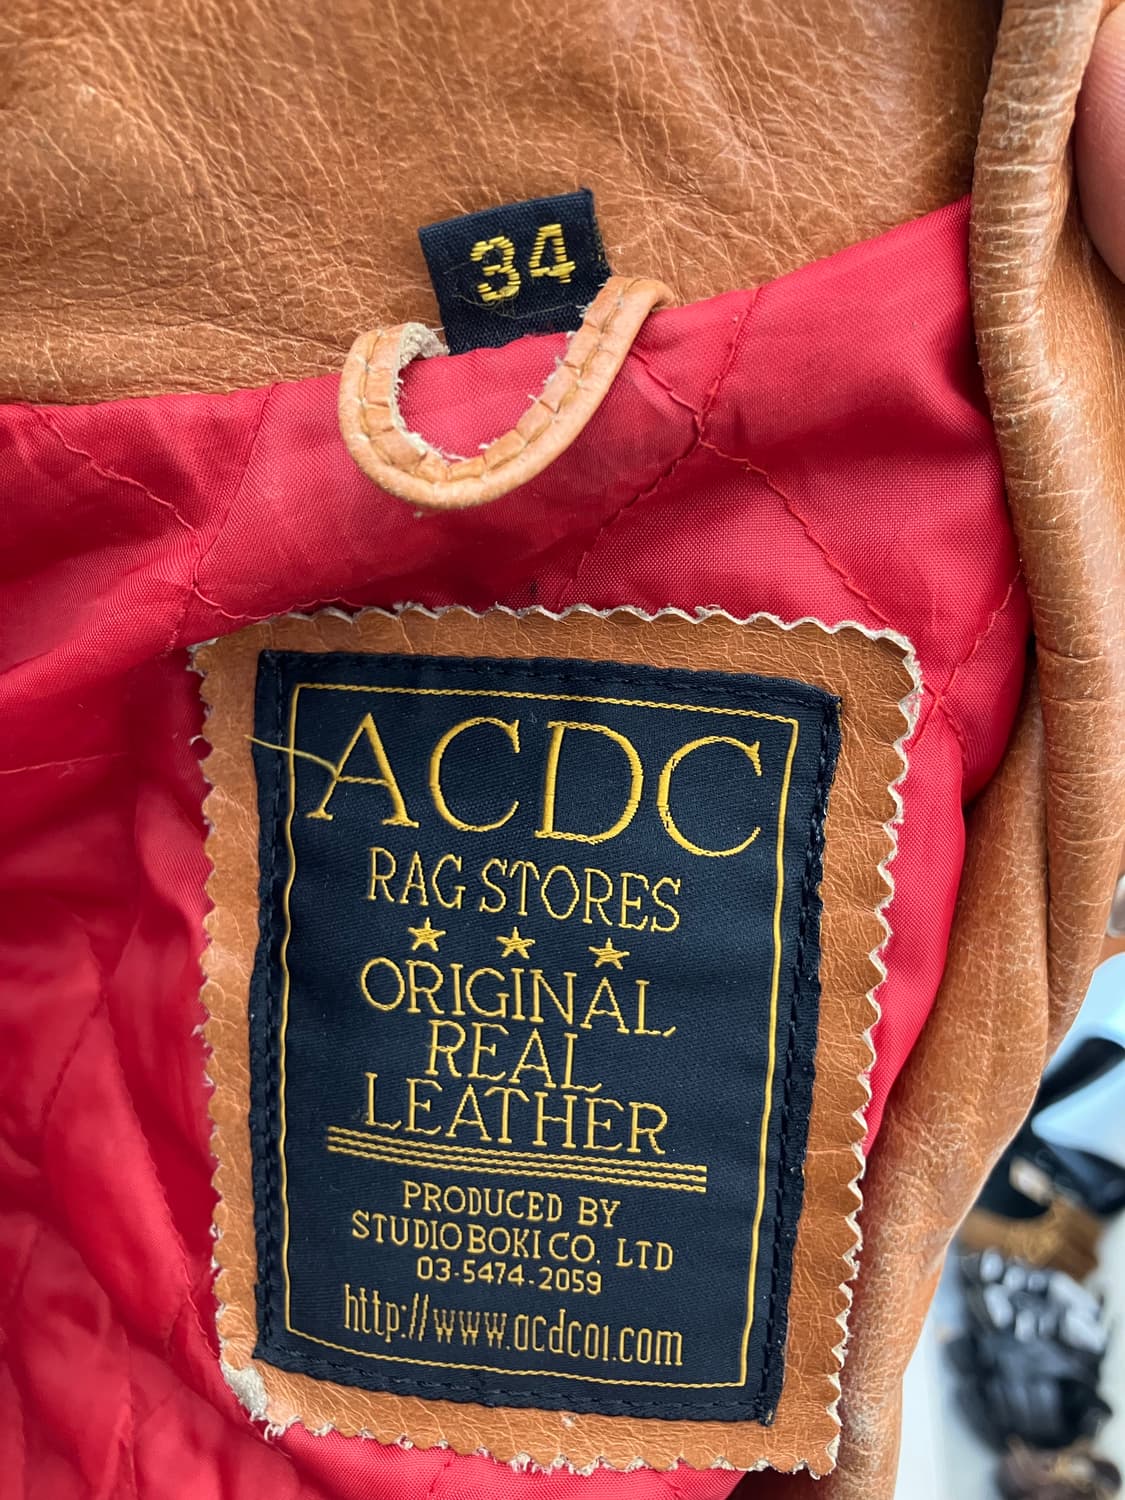 34
ACDC
RAG STORES
ORIGINAL
REAL
LEATHER
PRODUCED BY
STUDIO BOKI CO. LTD
03-5474-2059
http://www.acdc01.com